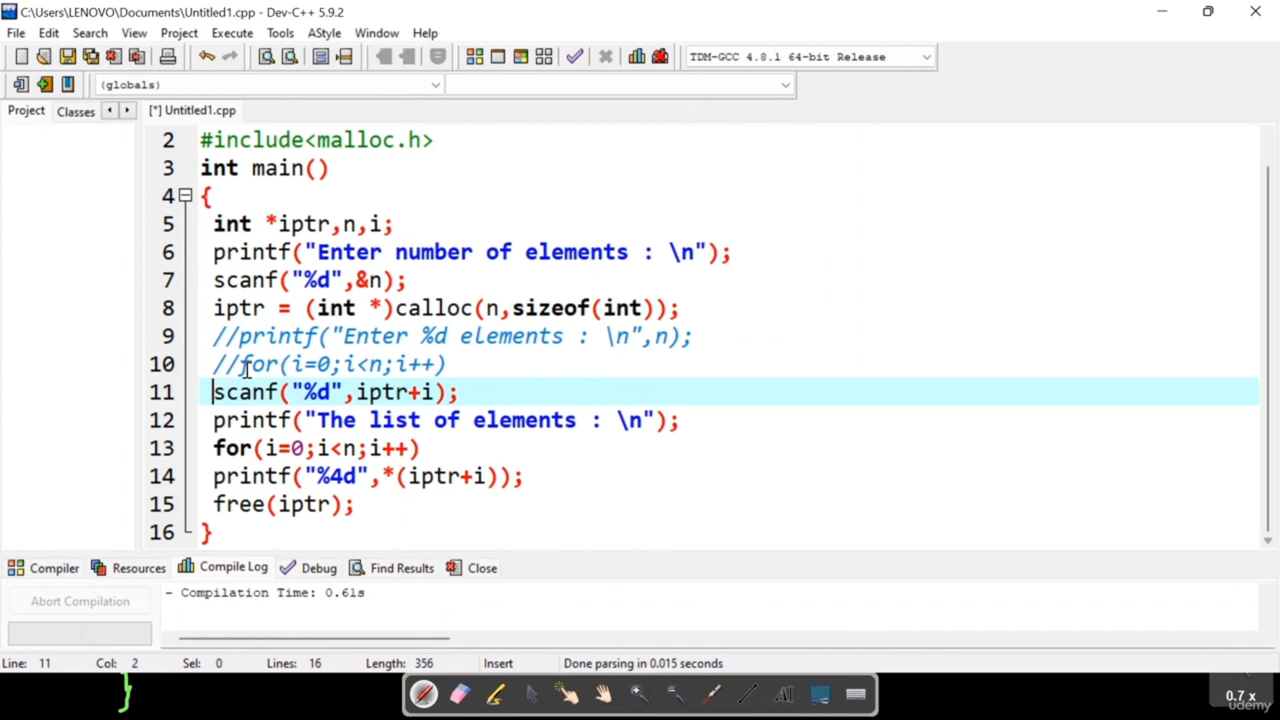 C:\Users\LENOVO\Documents\Untitled1.cpp - Dev-C++ 5.9.2
File Edit Search View Project Execute Tools AStyle Window Help
TDM-GCC 4.8.1 64-bit Release
(globals)
Project Classes [*] Untitled1.cpp
2 #include<malloc.h>
3 int main()
4 {
5 int *iptr,n,i;
6 printf("Enter number of elements : \n");
7 scanf("%d",&n);
8 iptr = (int *)calloc(n,sizeof(int));
9 //printf("Enter %d elements : \n",n);
10 //for(i=0;i<n;i++)
11 scanf("%d",iptr+i);
12 printf("The list of elements : \n");
13 for(i=0;i<n;i++)
14 printf("%4d",*(iptr+i));
15 free(iptr);
16 }
Compiler Resources Compile Log Debug Find Results Close
Abort Compilation
- Compilation Time: 0.61s
Line: 11 Col: 2 Sel: 0 Lines: 16 Length: 356 Insert Done parsing in 0.015 seconds
}
AI
0.7 x
udemy